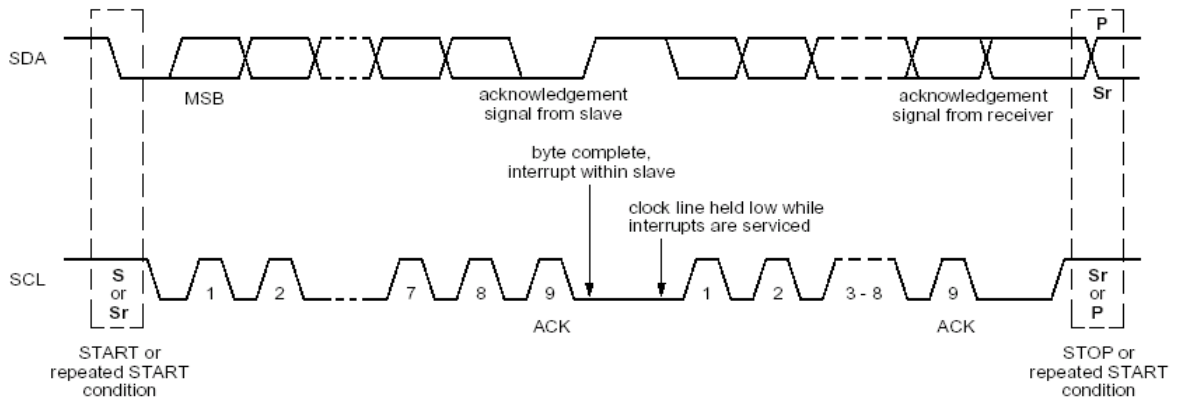 P
SDA
MSB
acknowledgement
signal from slave
acknowledgement
signal from receiver
Sr
byte complete,
interrupt within slave
clock line held low while
interrupts are serviced
SCL
S
or
Sr
1
2
7
8
9
1
2
3 - 8
9
Sr
or
P
ACK
ACK
START or
repeated START
condition
STOP or
repeated START
condition